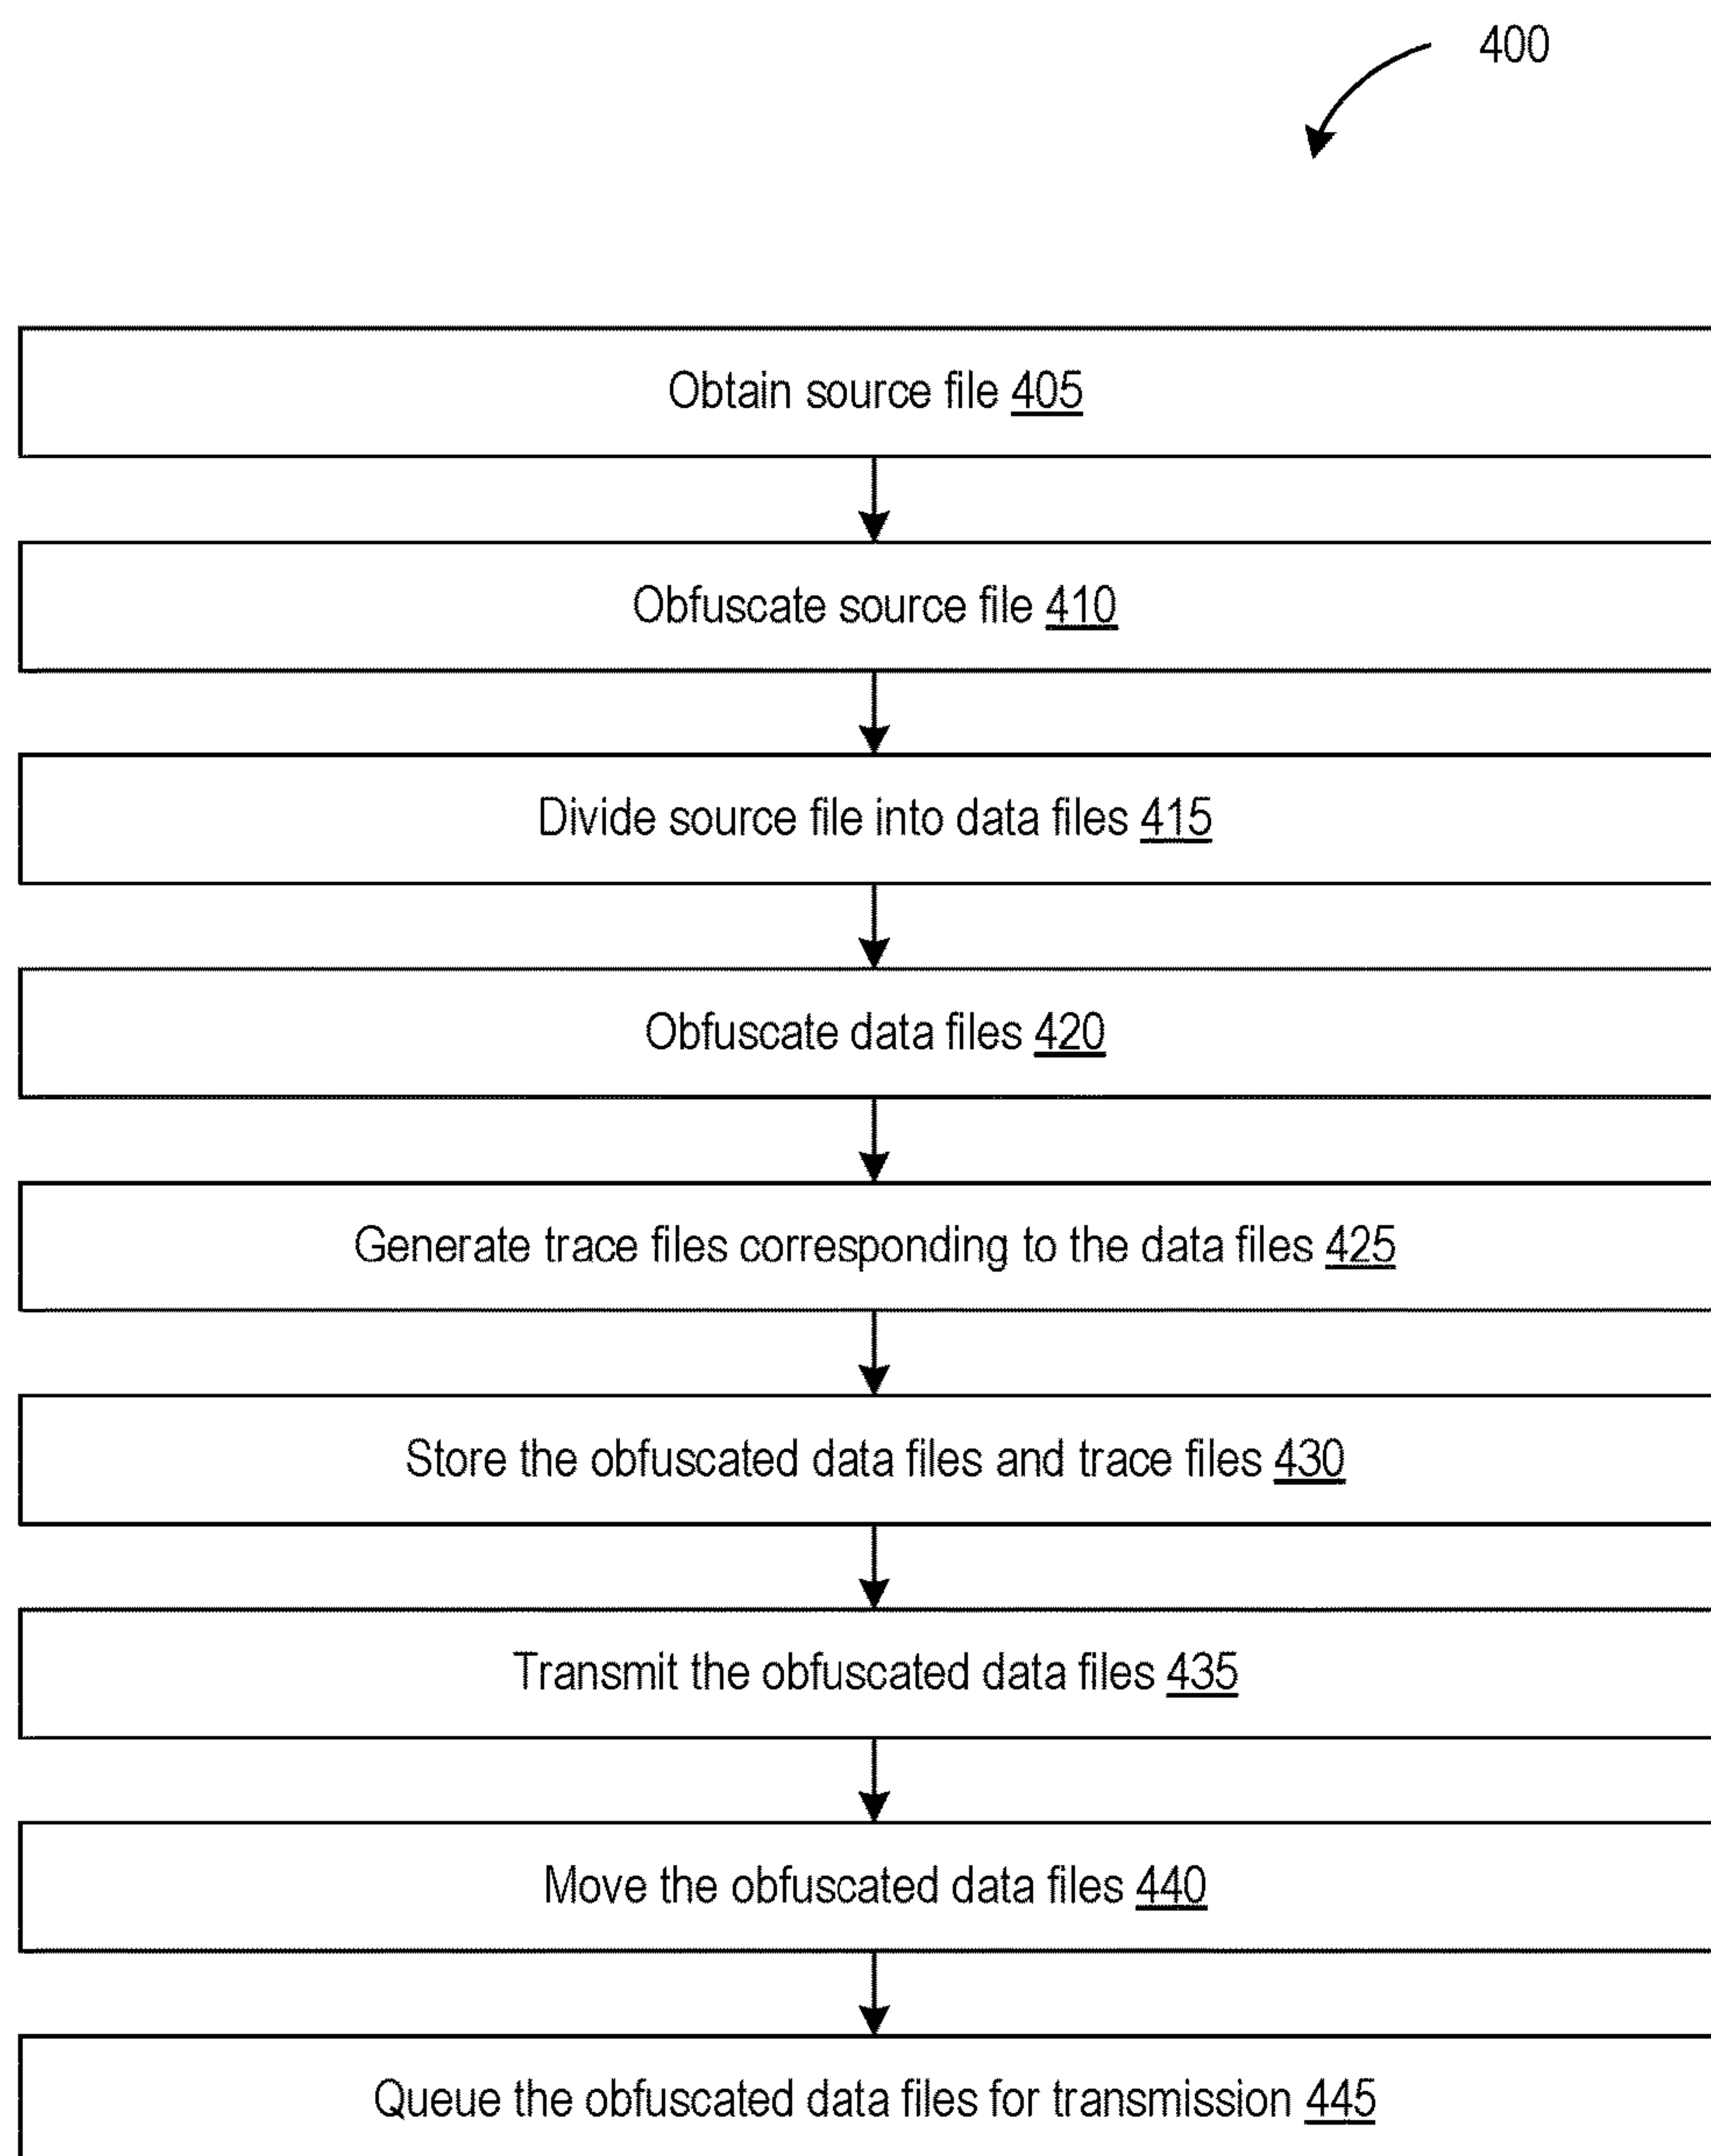 400
Obtain source file 405
Obfuscate source file 410
Divide source file into data files 415
Obfuscate data files 420
Generate trace files corresponding to the data files 425
Store the obfuscated data files and trace files 430
Transmit the obfuscated data files 435
Move the obfuscated data files 440
Queue the obfuscated data files for transmission 445